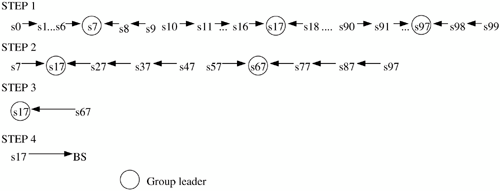 STEP 1
s0 s1...s6 s7 s8 s9 s10 s11 ... s16 s17 s18 .... s90 s91 ... s97 s98 s99
STEP 2
s7 s17 s27 s37 s47 s57 s67 s77 s87 s97
STEP 3
s17 s67
STEP 4
s17 BS
Group leader